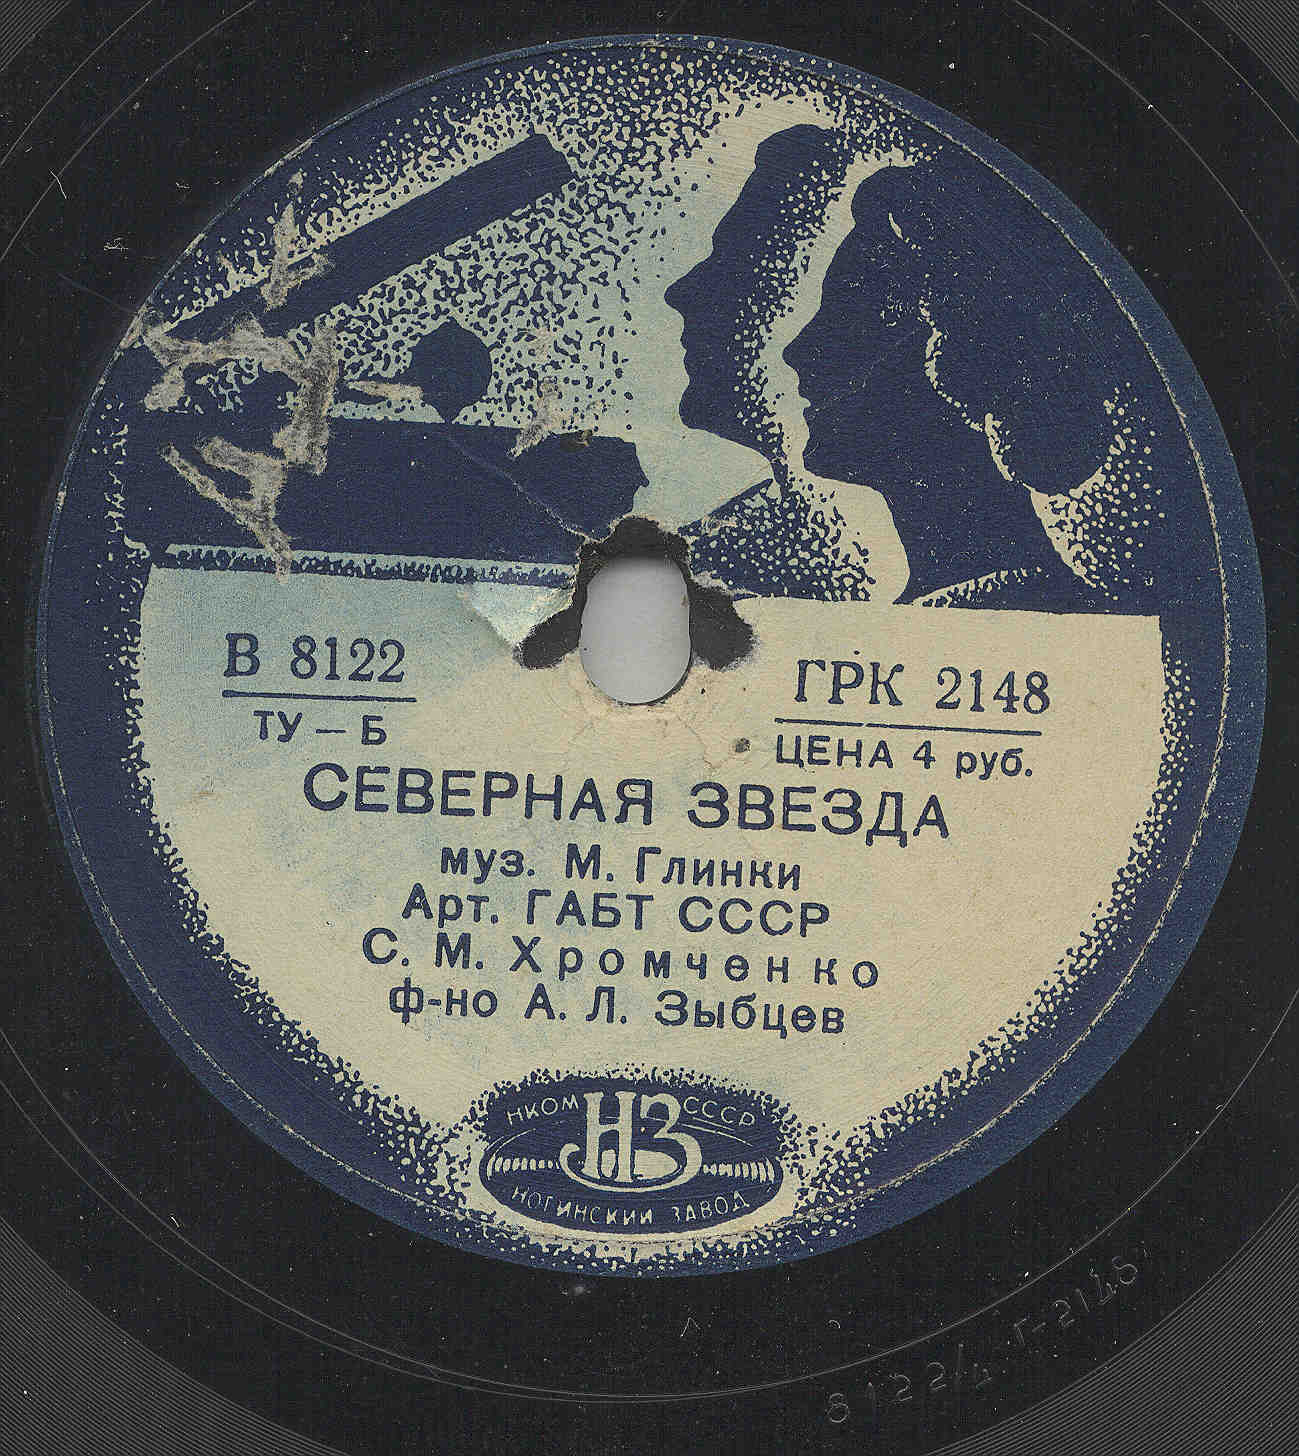 В 8122
ТУ – Б
ГРК 2148
ЦЕНА 4 руб.
СЕВЕРНАЯ ЗВЕЗДА
муз. М. Глинки
Арт. ГАБТ СССР
С. М. Хромченко
ф-но А. Л. Зыбцев
НКОМ НЗ СССР
НОГИНСКИЙ ЗАВОД
8122/4 Г-2148